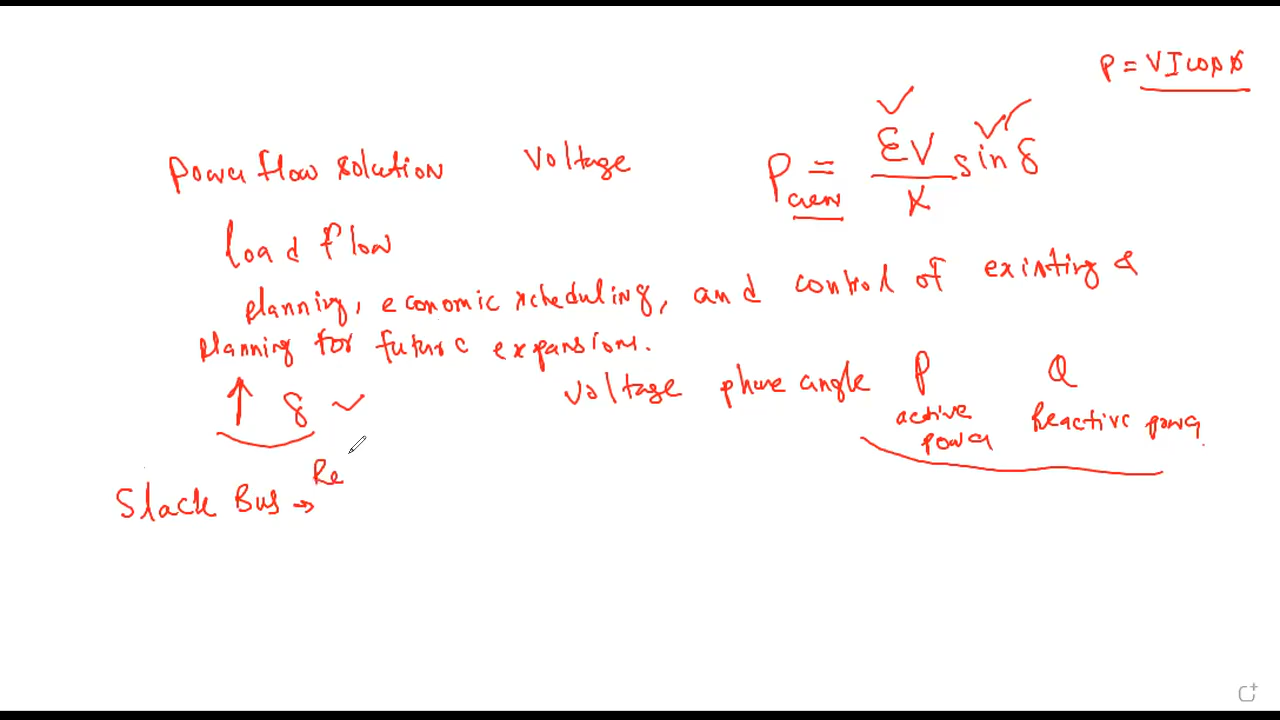 P = VI cos φ
Power flow solution Voltage
P gen = EV/X sin δ
load flow
planning, economic scheduling, and control of existing &
planning for future expansion.
↑ δ ✓
voltage phase angle P Q
active power
Reactive power
Slack Bus → Re